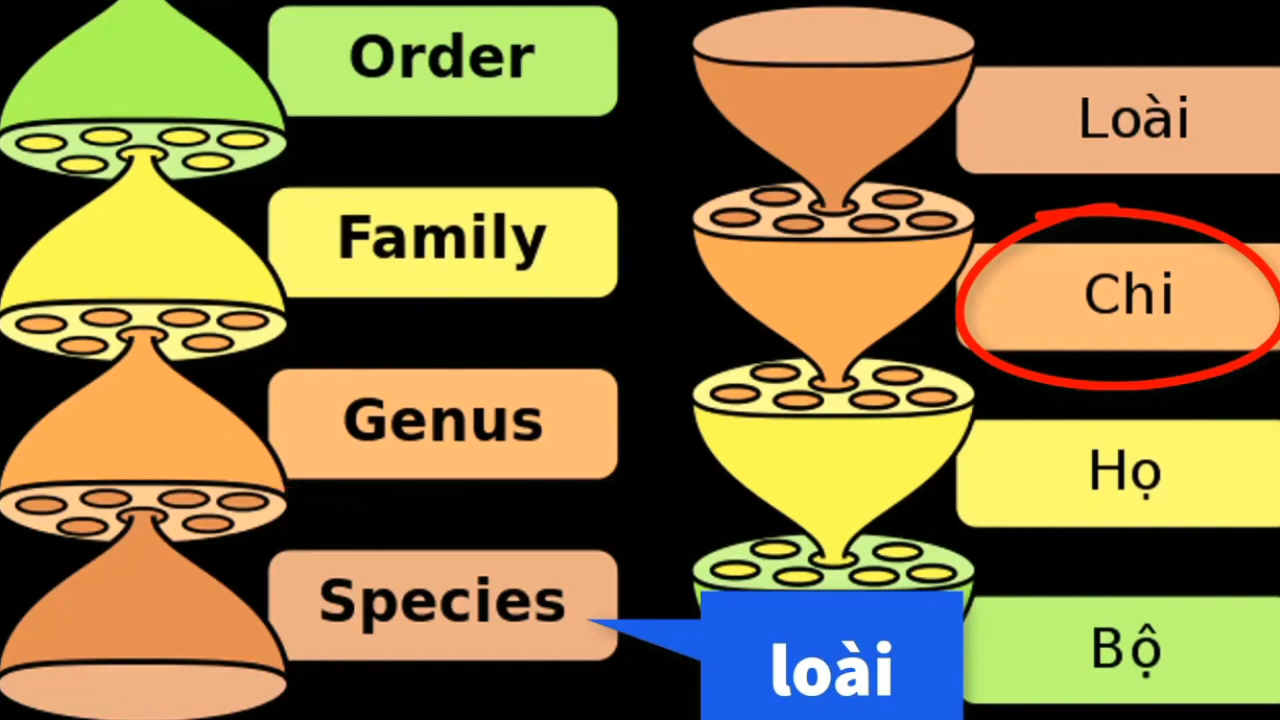 Order
Family
Genus
Species
Loài
Chi
Họ
Bộ
loài